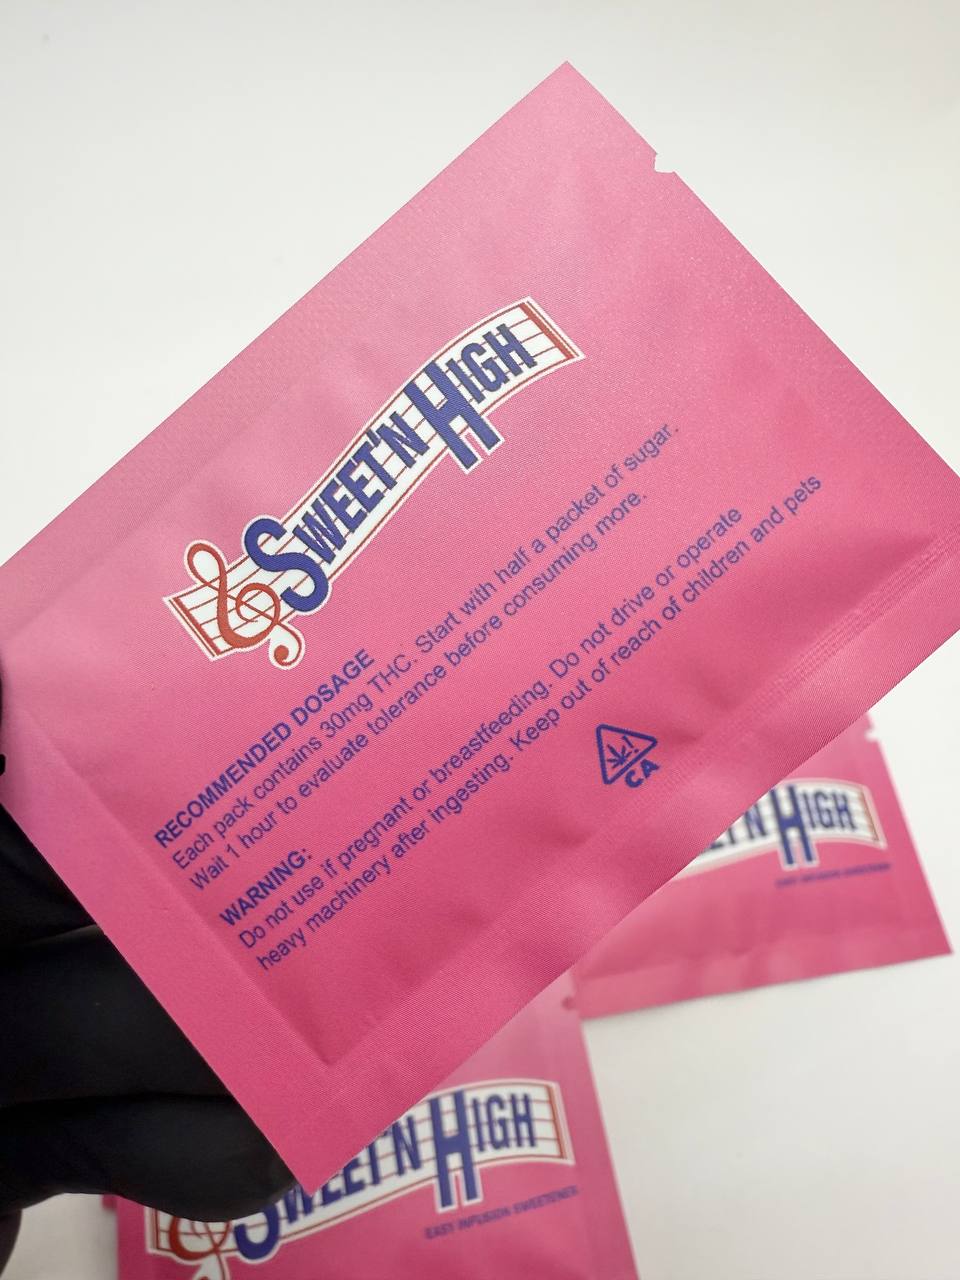 SWEET'N HIGH
RECOMMENDED DOSAGE
Each pack contains 30mg THC. Start with half a packet of sugar.
Wait 1 hour to evaluate tolerance before consuming more.
WARNING:
Do not use if pregnant or breastfeeding. Do not drive or operate
heavy machinery after ingesting. Keep out of reach of children and pets
!
CA
HIGH
SWEET'N HIGH
EASY INFUSION SWEETENER